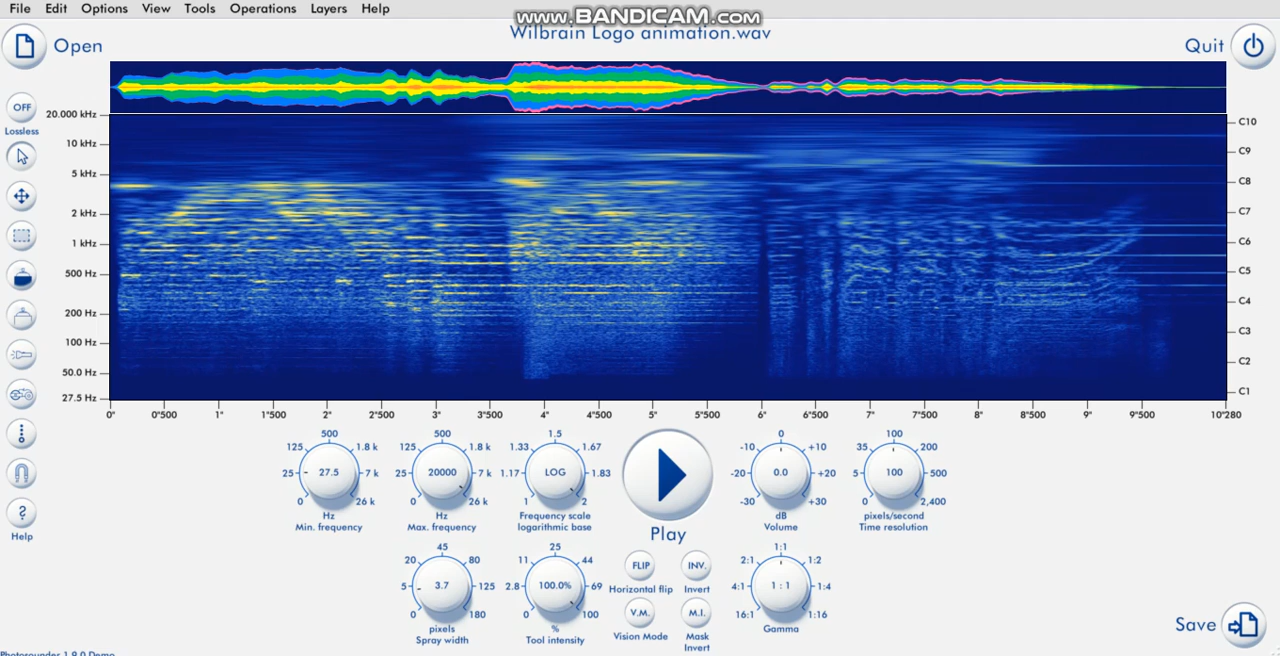 File Edit Options View Tools Operations Layers Help
www.BANDICAM.com
Wilbrain Logo animation.wav
Open
Quit
OFF
Lossless
20.000 kHz
10 kHz
5 kHz
2 kHz
1 kHz
500 Hz
200 Hz
100 Hz
50.0 Hz
27.5 Hz
C10
C9
C8
C7
C6
C5
C4
C3
C2
C1
0" 0"500 1" 1"500 2" 2"500 3" 3"500 4" 4"500 5" 5"500 6" 6"500 7" 7"500 8" 8"500 9" 9"500 10"280
?
Help
500
125 1.8 k
25 27.5 7 k
0 26 k
Hz
Min. frequency
500
125 1.8 k
25 20000 7 k
0 26 k
Hz
Max. frequency
1.5
1.33 1.67
1.17 LOG 1.83
1 2
Frequency scale
logarithmic base
Play
0
-10 +10
-20 0.0 +20
-30 +30
dB
Volume
100
35 200
5 100 500
0 2,400
pixels/second
Time resolution
45
20 80
5 3.7 125
0 180
pixels
Spray width
25
11 44
2.8 100.0% 69
0 100
%
Tool intensity
FLIP
Horizontal flip
INV.
Invert
V.M.
Vision Mode
M.I.
Mask
Invert
1:1
2:1 1:2
4:1 1 : 1 1:4
16:1 1:16
Gamma
Save
Photosounder 1.9.0 Demo